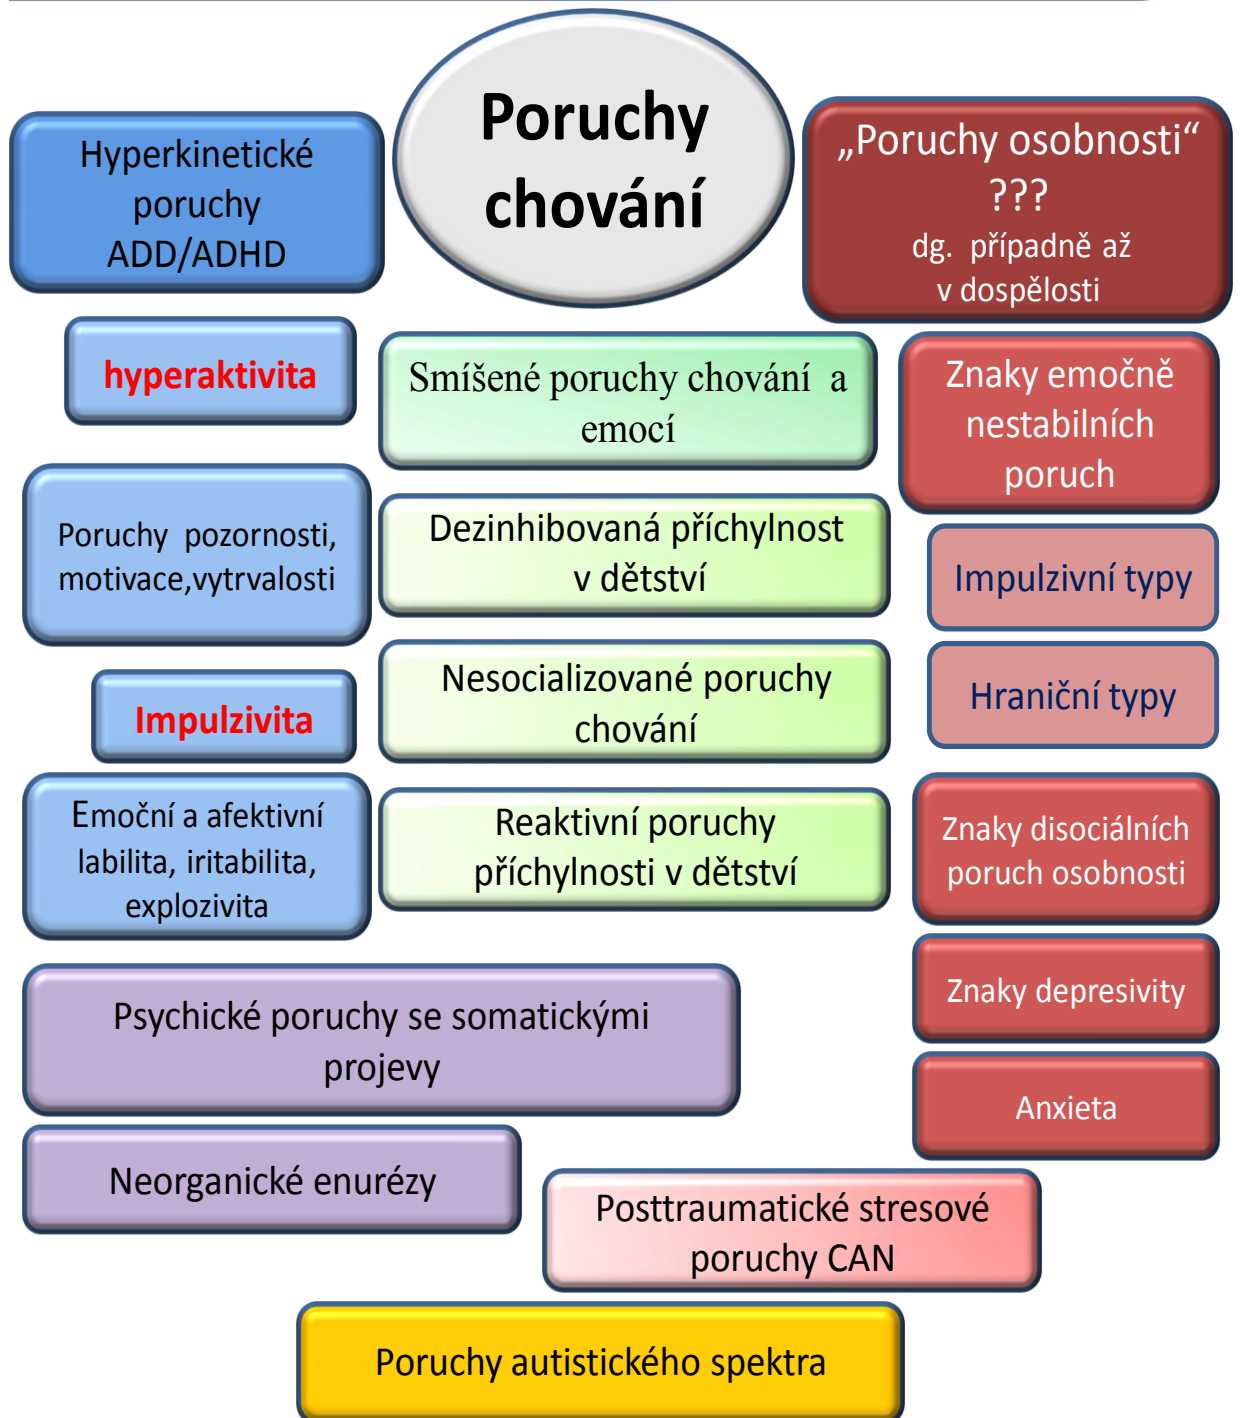 Poruchy
chování
Hyperkinetické
poruchy
ADD/ADHD
hyperaktivita
Poruchy pozornosti,
motivace,vytrvalosti
Impulzivita
Emoční a afektivní
labilita, iritabilita,
explozivita
Smíšené poruchy chování a
emocí
Dezinhibovaná příchylnost
v dětství
Nesocializované poruchy
chování
Reaktivní poruchy
příchylnosti v dětství
„Poruchy osobnosti“
???
dg. případně až
v dospělosti
Znaky emočně
nestabilních
poruch
Impulzivní typy
Hraniční typy
Znaky disociálních
poruch osobnosti
Znaky depresivity
Anxieta
Psychické poruchy se somatickými
projevy
Neorganické enurézy
Posttraumatické stresové
poruchy CAN
Poruchy autistického spektra